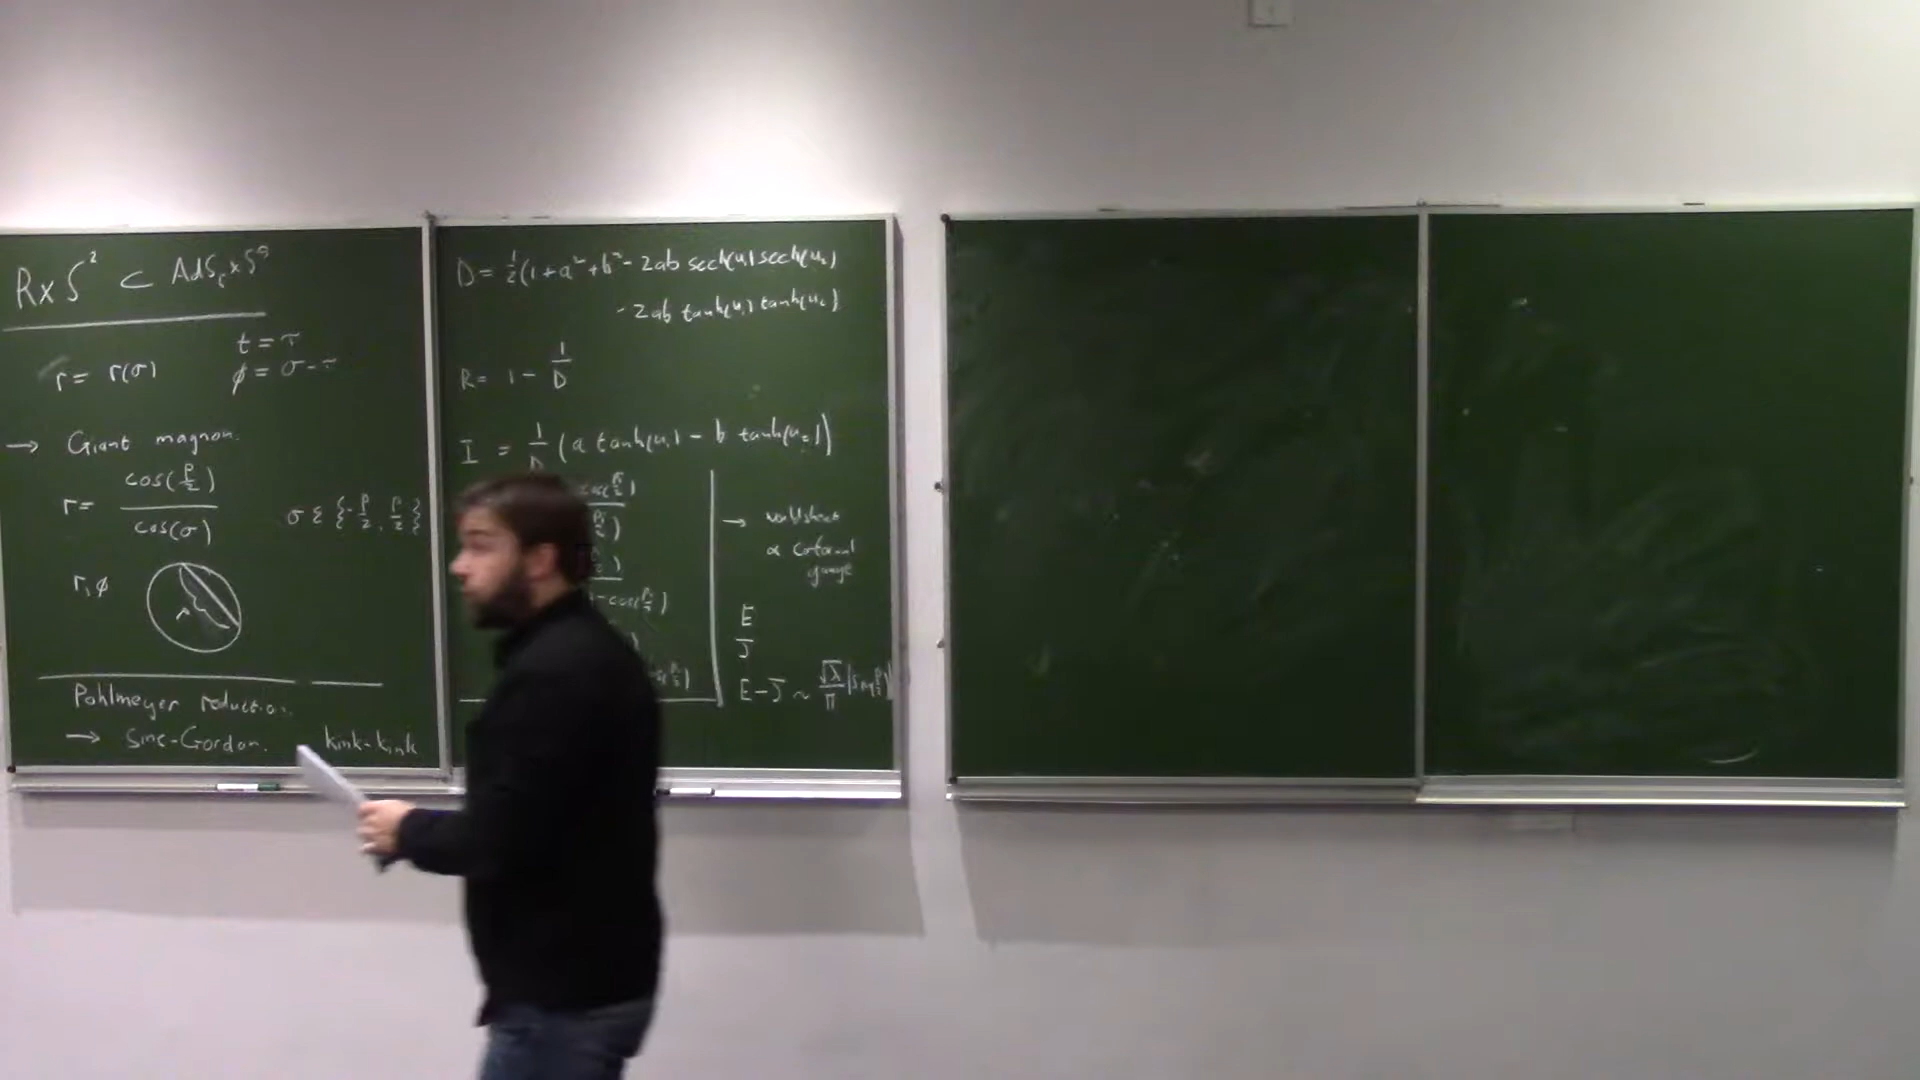 R×S² ⊂ AdS₅×S⁵
t = τ
r = r(σ)
φ = σ-τ
→ Giant magnon.
r = cos(p/2) / cos(σ)
σ ε {-p/2, p/2}
r, φ
Pohlmeyer reduction.
→ Sine-Gordon. kink-kink
D = ½(1+a²+b²- 2ab sech(u₁) sech(u₂)
- 2ab tanh(u₁) tanh(u₂)
R = 1 - 1/D
I = 1/D (a tanh(u₁) - b tanh(u₂))
→ worldsheet
∝ coformal
gauge
E
J
E-J ~ √λ/π |sin p/2|